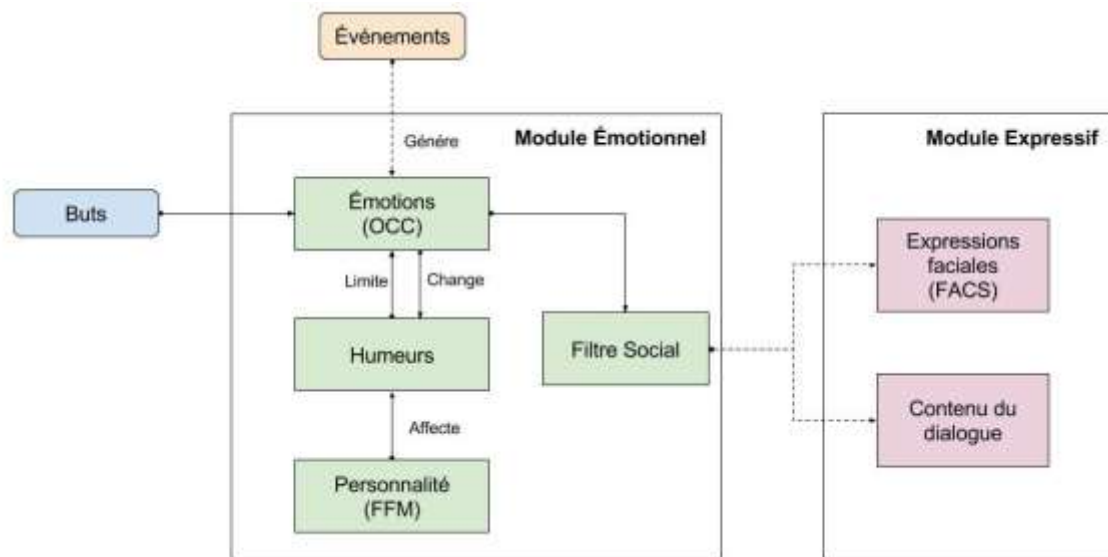 Événements
Module Émotionnel
Module Expressif
Génére
Buts
Émotions
(OCC)
Expressions
faciales
(FACS)
Limite
Change
Humeurs
Filtre Social
Affecte
Contenu du
dialogue
Personnalité
(FFM)